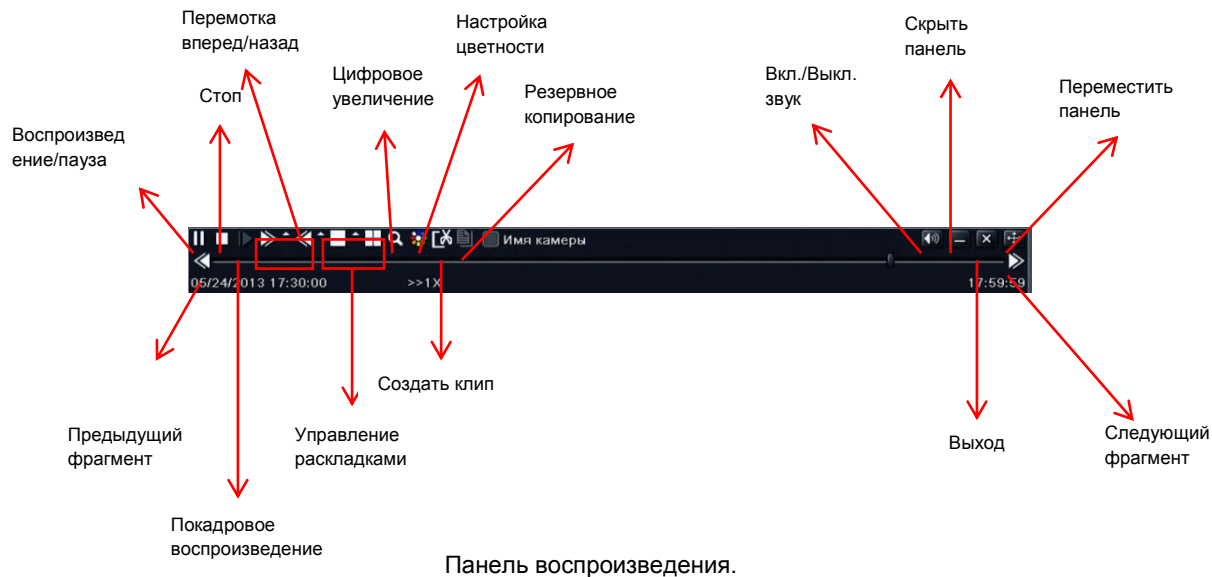 Перемотка
вперед/назад
Настройка
цветности
Скрыть
панель
Стоп
Цифровое
увеличение
Резервное
копирование
Вкл./Выкл.
звук
Переместить
панель
Воспроизвед
ение/пауза
Имя камеры
05/24/2013 17:30:00
>>1X
17:59:59
Создать клип
Предыдущий
фрагмент
Управление
раскладками
Выход
Следующий
фрагмент
Покадровое
воспроизведение
Панель воспроизведения.